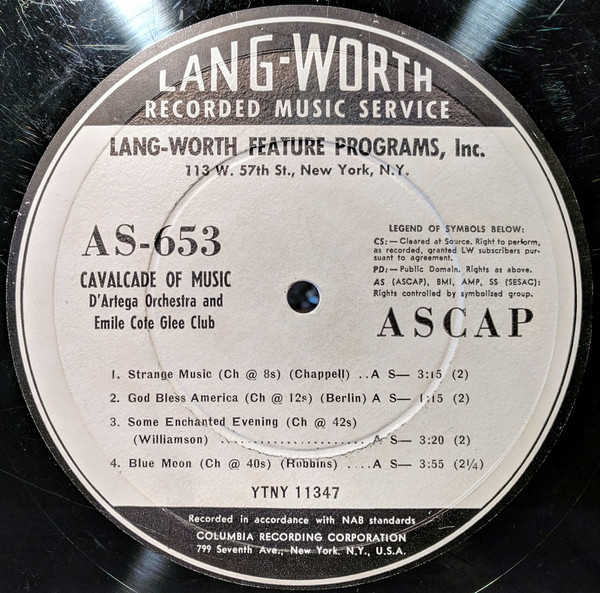 LANG-WORTH
RECORDED MUSIC SERVICE
LANG-WORTH FEATURE PROGRAMS, Inc.
113 W. 57th St., New York, N.Y.
AS-653
CAVALCADE OF MUSIC
D'Artega Orchestra and
Emile Cote Glee Club
LEGEND OF SYMBOLS BELOW:
CS:—Cleared at Source. Right to perform,
as recorded, granted LW subscribers pur-
suant to agreement.
PD:—Public Domain. Rights as above.
AS (ASCAP), BMI, AMP, SS (SESAC):
Rights controlled by symbolized group.
ASCAP
1. Strange Music (Ch @ 8s) (Chappell) ..A S— 3:15 (2)
2. God Bless America (Ch @ 12s) (Berlin) A S— 1:15 (2)
3. Some Enchanted Evening (Ch @ 42s)
(Williamson) ......................A S— 3:20 (2)
4. Blue Moon (Ch @ 40s) (Robbins) ....A S— 3:55 (2¼)
YTNY 11347
Recorded in accordance with NAB standards
COLUMBIA RECORDING CORPORATION
799 Seventh Ave., New York, N.Y., U.S.A.